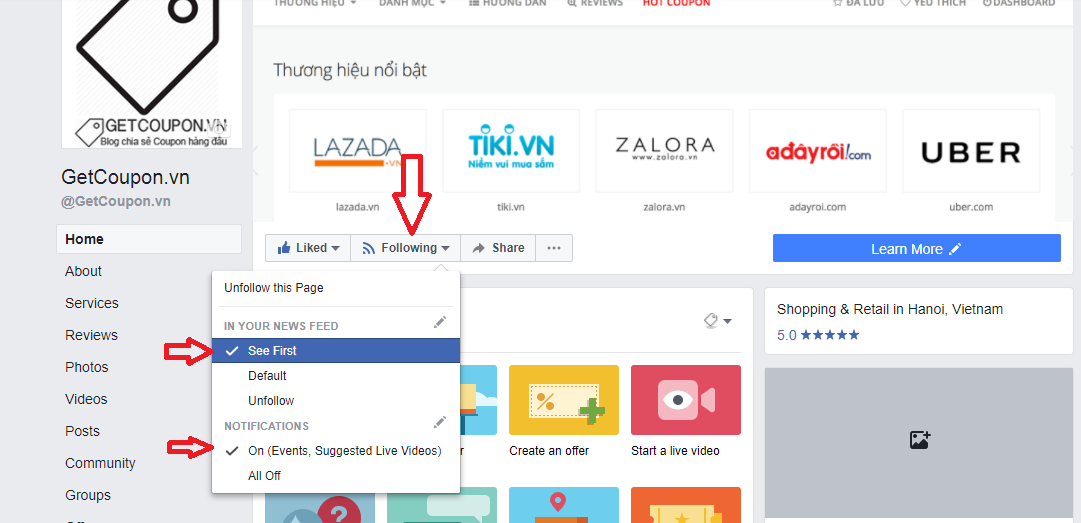 THƯƠNG HIỆU
DANH MỤC
HƯỚNG DẪN
REVIEWS
HOT COUPON
ĐÃ LƯU
YÊU THÍCH
DASHBOARD
Thương hiệu nổi bật
LAZADA
.VN
TIKI.VN
Niềm vui mua sắm
ZALORA
www.zalora.vn
adâyrồi!.com
UBER
lazada.vn
tiki.vn
zalora.vn
adayroi.com
uber.com
GETCOUPON.VN
Blog chia sẻ Coupon hàng đầu
GetCoupon.vn
@GetCoupon.vn
Home
About
Services
Reviews
Photos
Videos
Posts
Community
Groups
Liked
Following
Share
Learn More
Unfollow this Page
IN YOUR NEWS FEED
See First
Default
Unfollow
NOTIFICATIONS
On (Events, Suggested Live Videos)
All Off
Create an offer
Start a live video
Shopping & Retail in Hanoi, Vietnam
5.0 ★★★★★